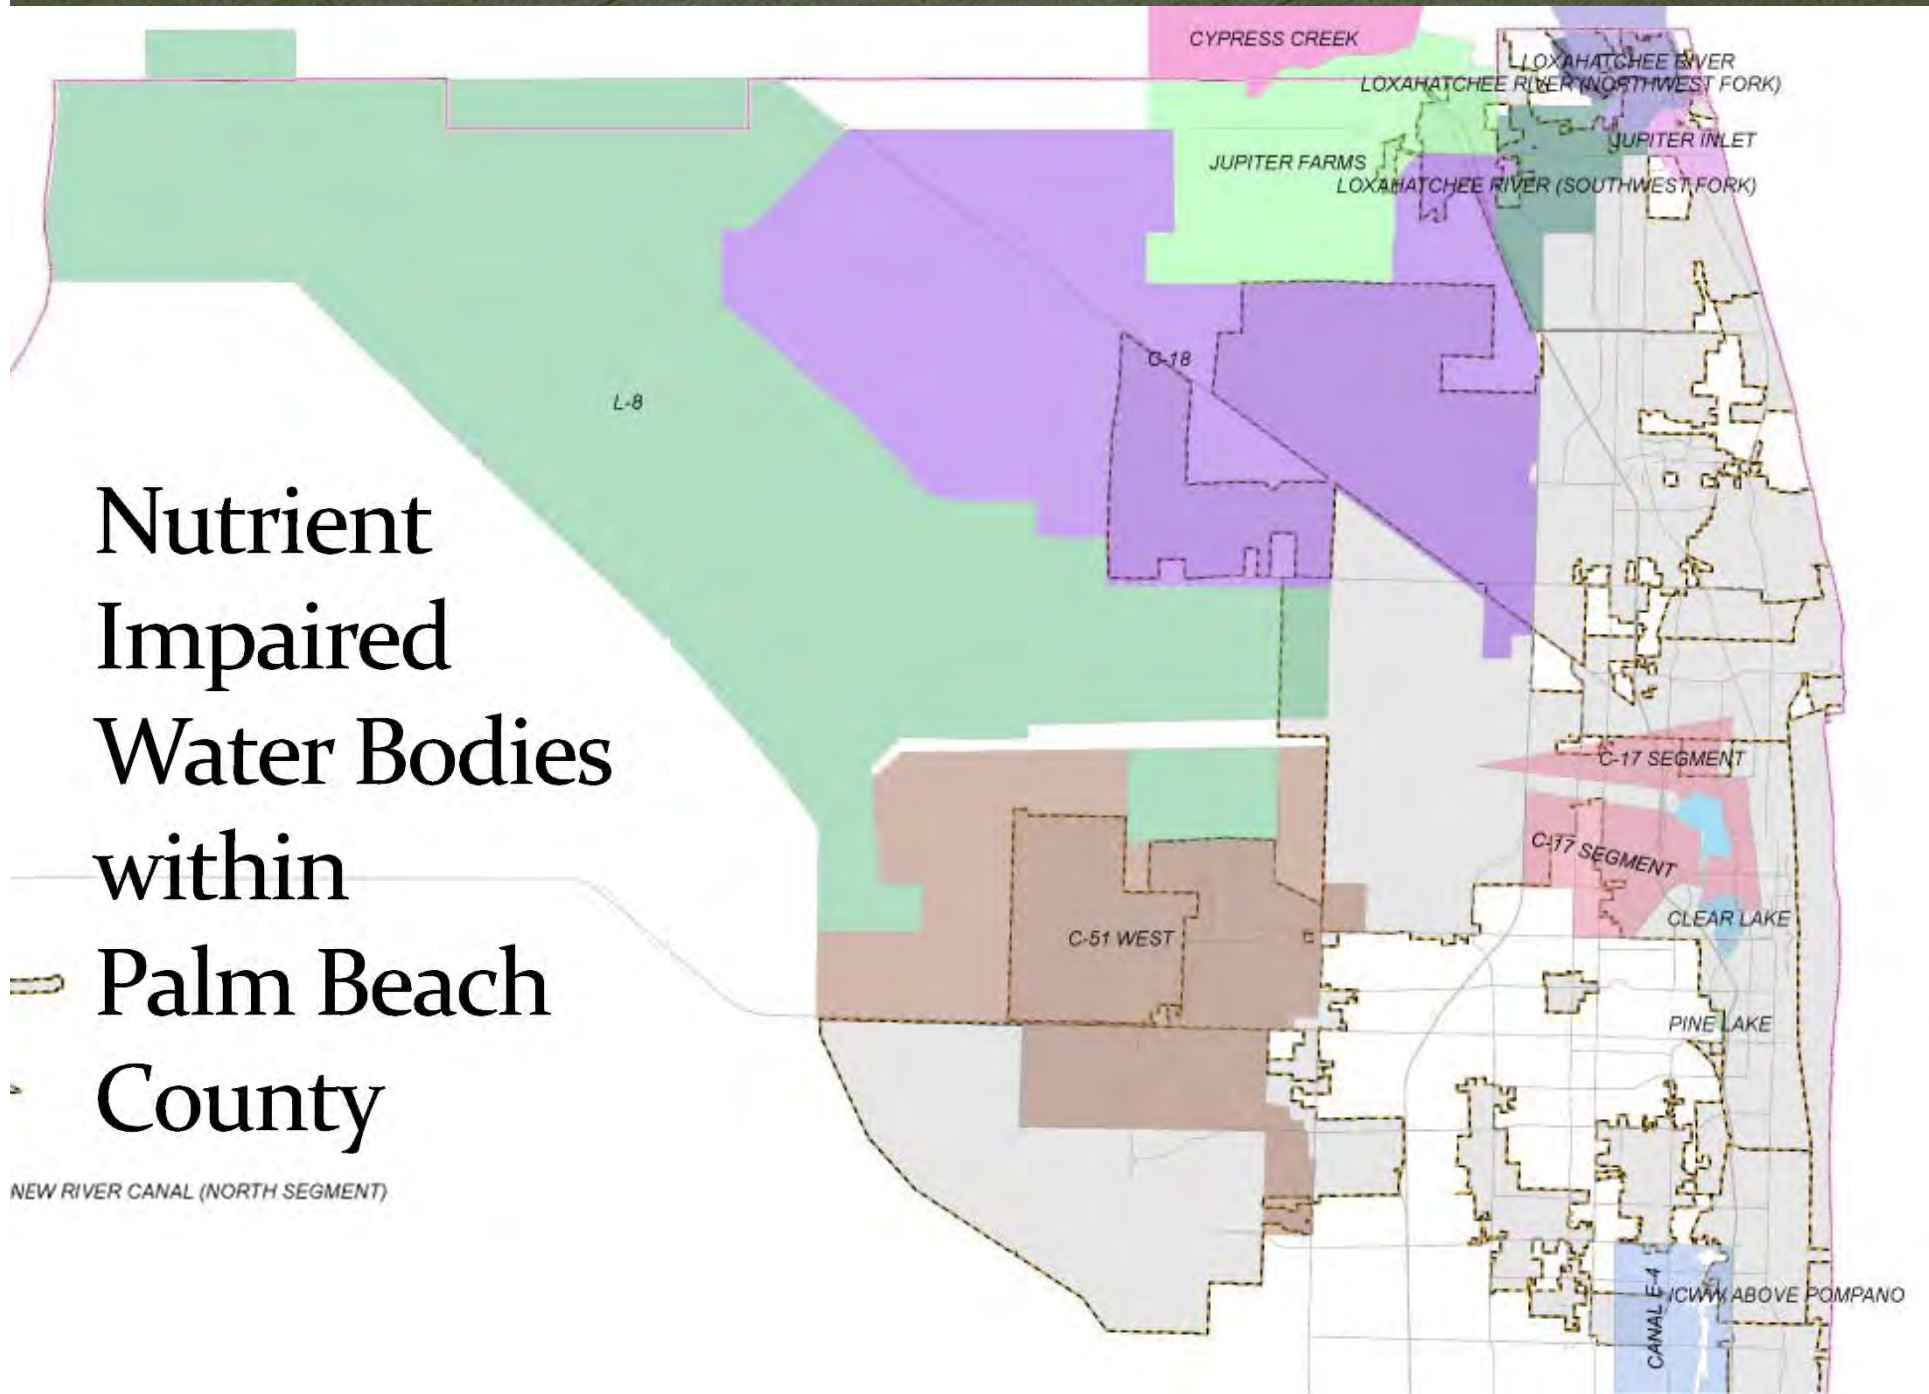 CYPRESS CREEK
LOXAHATCHEE RIVER
LOXAHATCHEE RIVER (NORTHWEST FORK)
JUPITER INLET
JUPITER FARMS
LOXAHATCHEE RIVER (SOUTHWEST FORK)
C-18
L-8
Nutrient
Impaired
Water Bodies
within
Palm Beach
County
C-17 SEGMENT
C-17 SEGMENT
CLEAR LAKE
C-51 WEST
PINE LAKE
NEW RIVER CANAL (NORTH SEGMENT)
CANAL E-4
ICWW ABOVE POMPANO